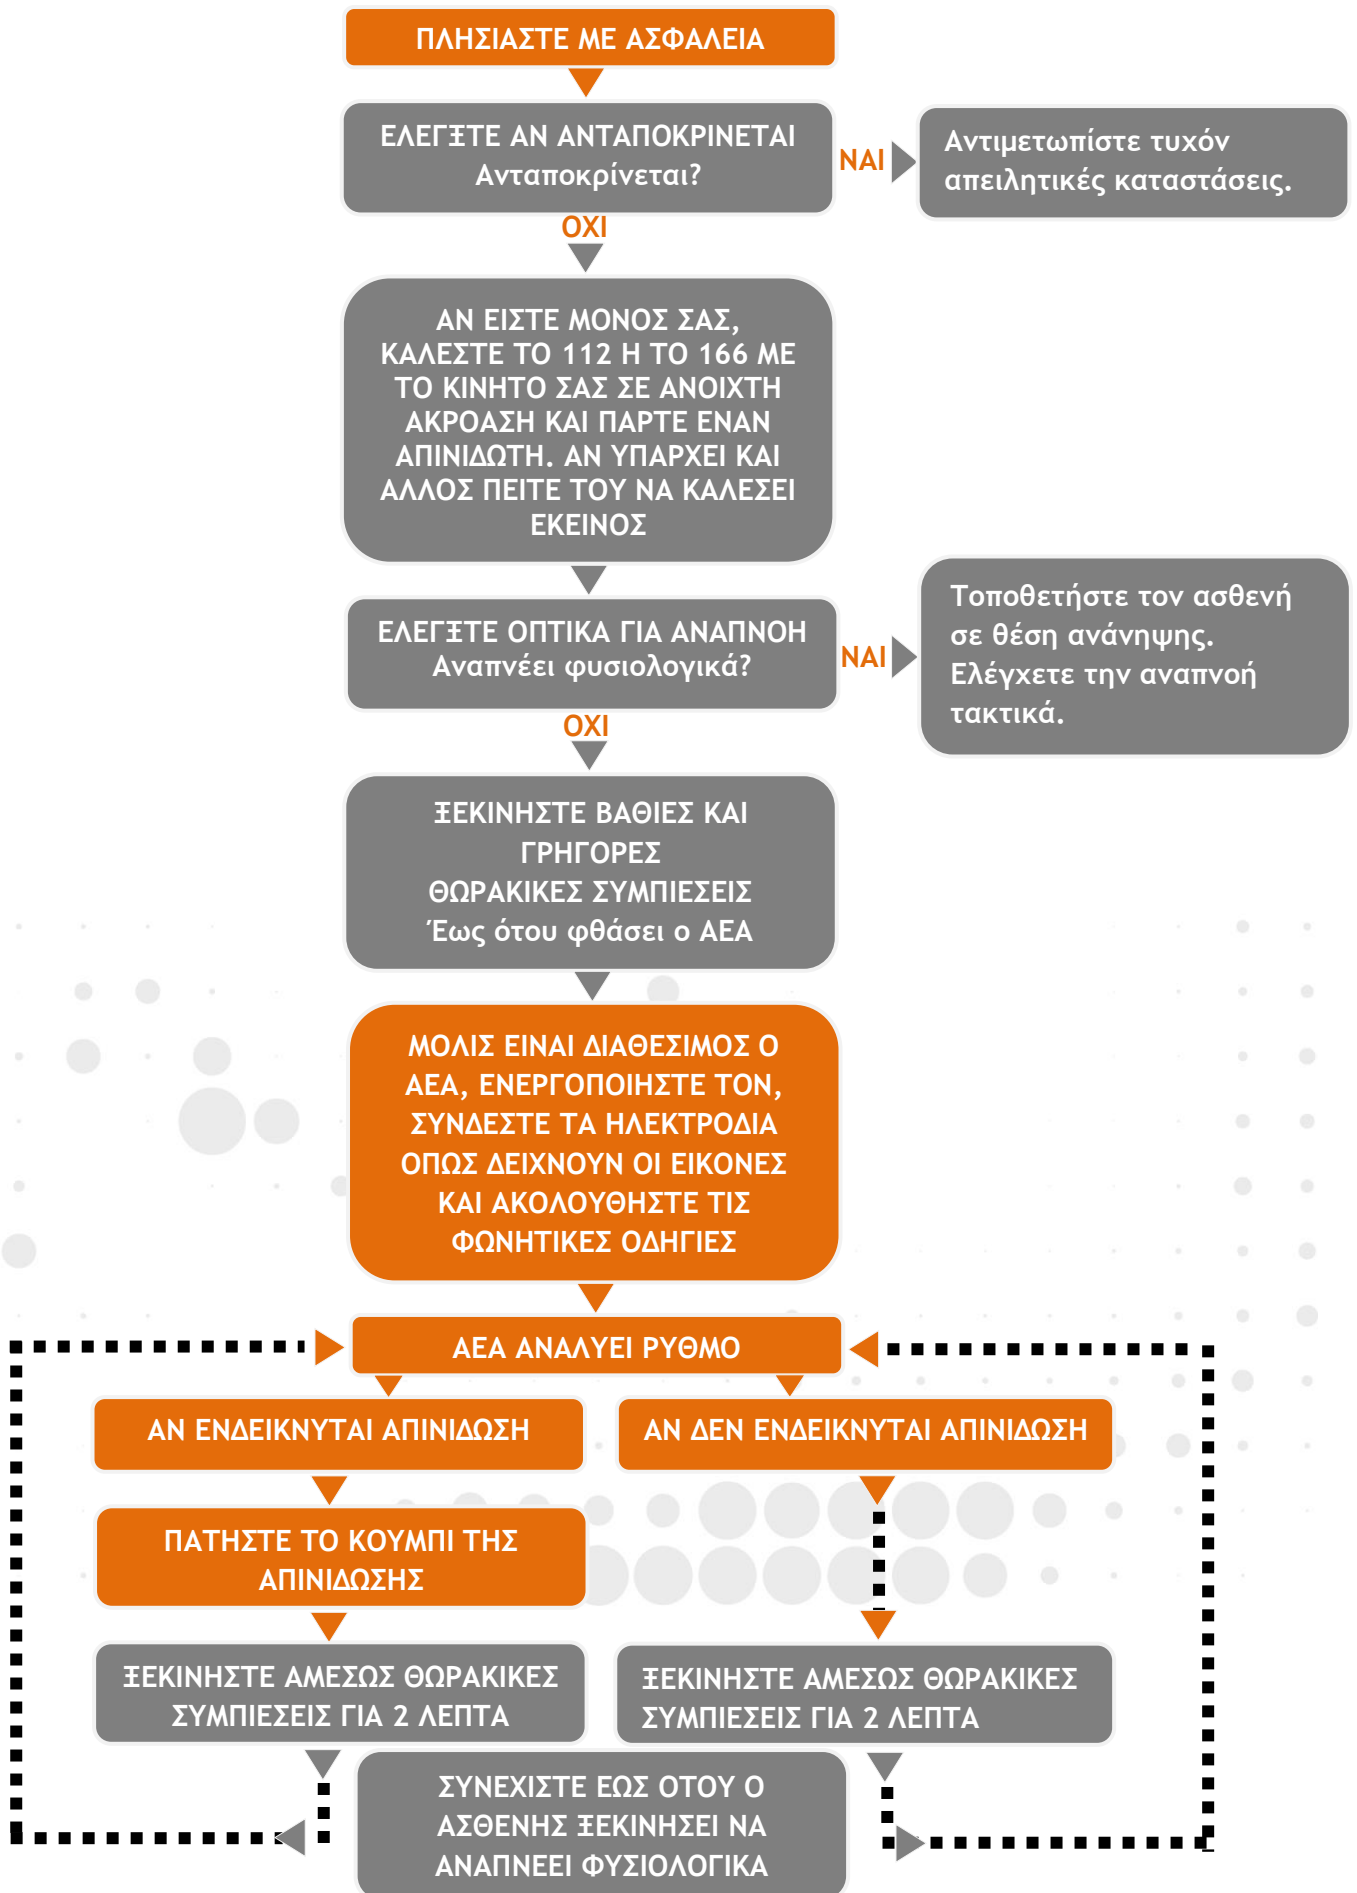 ΠΛΗΣΙΑΣΤΕ ΜΕ ΑΣΦΑΛΕΙΑ
ΕΛΕΓΞΤΕ ΑΝ ΑΝΤΑΠΟΚΡΙΝΕΤΑΙ
Ανταποκρίνεται?
ΝΑΙ
Αντιμετωπίστε τυχόν
απειλητικές καταστάσεις.
ΟΧΙ
ΑΝ ΕΙΣΤΕ ΜΟΝΟΣ ΣΑΣ,
ΚΑΛΕΣΤΕ ΤΟ 112 Η ΤΟ 166 ΜΕ
ΤΟ ΚΙΝΗΤΟ ΣΑΣ ΣΕ ΑΝΟΙΧΤΗ
ΑΚΡΟΑΣΗ ΚΑΙ ΠΑΡΤΕ ΕΝΑΝ
ΑΠΙΝΙΔΩΤΗ. ΑΝ ΥΠΑΡΧΕΙ ΚΑΙ
ΑΛΛΟΣ ΠΕΙΤΕ ΤΟΥ ΝΑ ΚΑΛΕΣΕΙ
ΕΚΕΙΝΟΣ
ΕΛΕΓΞΤΕ ΟΠΤΙΚΑ ΓΙΑ ΑΝΑΠΝΟΗ
Αναπνέει φυσιολογικά?
ΝΑΙ
Τοποθετήστε τον ασθενή
σε θέση ανάνηψης.
Ελέγχετε την αναπνοή
τακτικά.
ΟΧΙ
ΞΕΚΙΝΗΣΤΕ ΒΑΘΙΕΣ ΚΑΙ
ΓΡΗΓΟΡΕΣ
ΘΩΡΑΚΙΚΕΣ ΣΥΜΠΙΕΣΕΙΣ
Έως ότου φθάσει ο ΑΕΑ
ΜΟΛΙΣ ΕΙΝΑΙ ΔΙΑΘΕΣΙΜΟΣ Ο
ΑΕΑ, ΕΝΕΡΓΟΠΟΙΗΣΤΕ ΤΟΝ,
ΣΥΝΔΕΣΤΕ ΤΑ ΗΛΕΚΤΡΟΔΙΑ
ΟΠΩΣ ΔΕΙΧΝΟΥΝ ΟΙ ΕΙΚΟΝΕΣ
ΚΑΙ ΑΚΟΛΟΥΘΗΣΤΕ ΤΙΣ
ΦΩΝΗΤΙΚΕΣ ΟΔΗΓΙΕΣ
ΑΕΑ ΑΝΑΛΥΕΙ ΡΥΘΜΟ
ΑΝ ΕΝΔΕΙΚΝΥΤΑΙ ΑΠΙΝΙΔΩΣΗ
ΑΝ ΔΕΝ ΕΝΔΕΙΚΝΥΤΑΙ ΑΠΙΝΙΔΩΣΗ
ΠΑΤΗΣΤΕ ΤΟ ΚΟΥΜΠΙ ΤΗΣ
ΑΠΙΝΙΔΩΣΗΣ
ΞΕΚΙΝΗΣΤΕ ΑΜΕΣΩΣ ΘΩΡΑΚΙΚΕΣ
ΣΥΜΠΙΕΣΕΙΣ ΓΙΑ 2 ΛΕΠΤΑ
ΞΕΚΙΝΗΣΤΕ ΑΜΕΣΩΣ ΘΩΡΑΚΙΚΕΣ
ΣΥΜΠΙΕΣΕΙΣ ΓΙΑ 2 ΛΕΠΤΑ
ΣΥΝΕΧΙΣΤΕ ΕΩΣ ΟΤΟΥ Ο
ΑΣΘΕΝΗΣ ΞΕΚΙΝΗΣΕΙ ΝΑ
ΑΝΑΠΝΕΕΙ ΦΥΣΙΟΛΟΓΙΚΑ